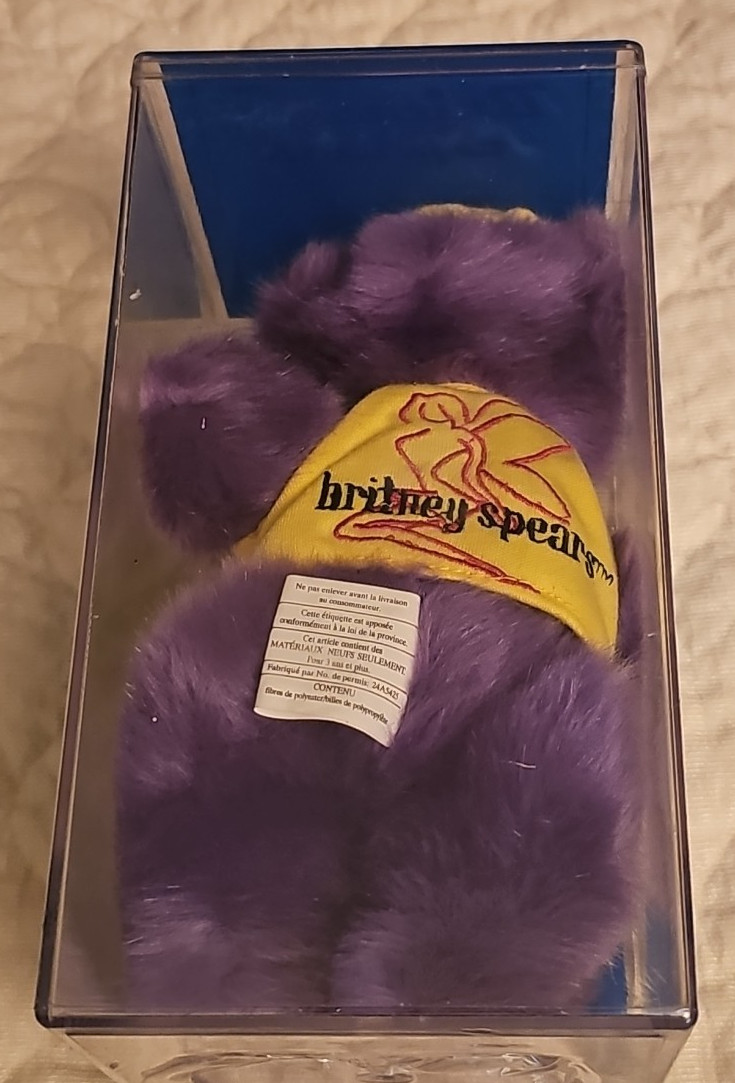 britney spears™
Ne pas enlever avant la livraison
au consommateur.
Cette étiquette est apposée
conformément à la loi de la province.
Cet article contient des
MATÉRIAUX NEUFS SEULEMENT.
Pour 3 ans et plus.
Fabriqué par No. de permis: 24A5425
CONTENU
fibres de polyester/billes de polypropylène